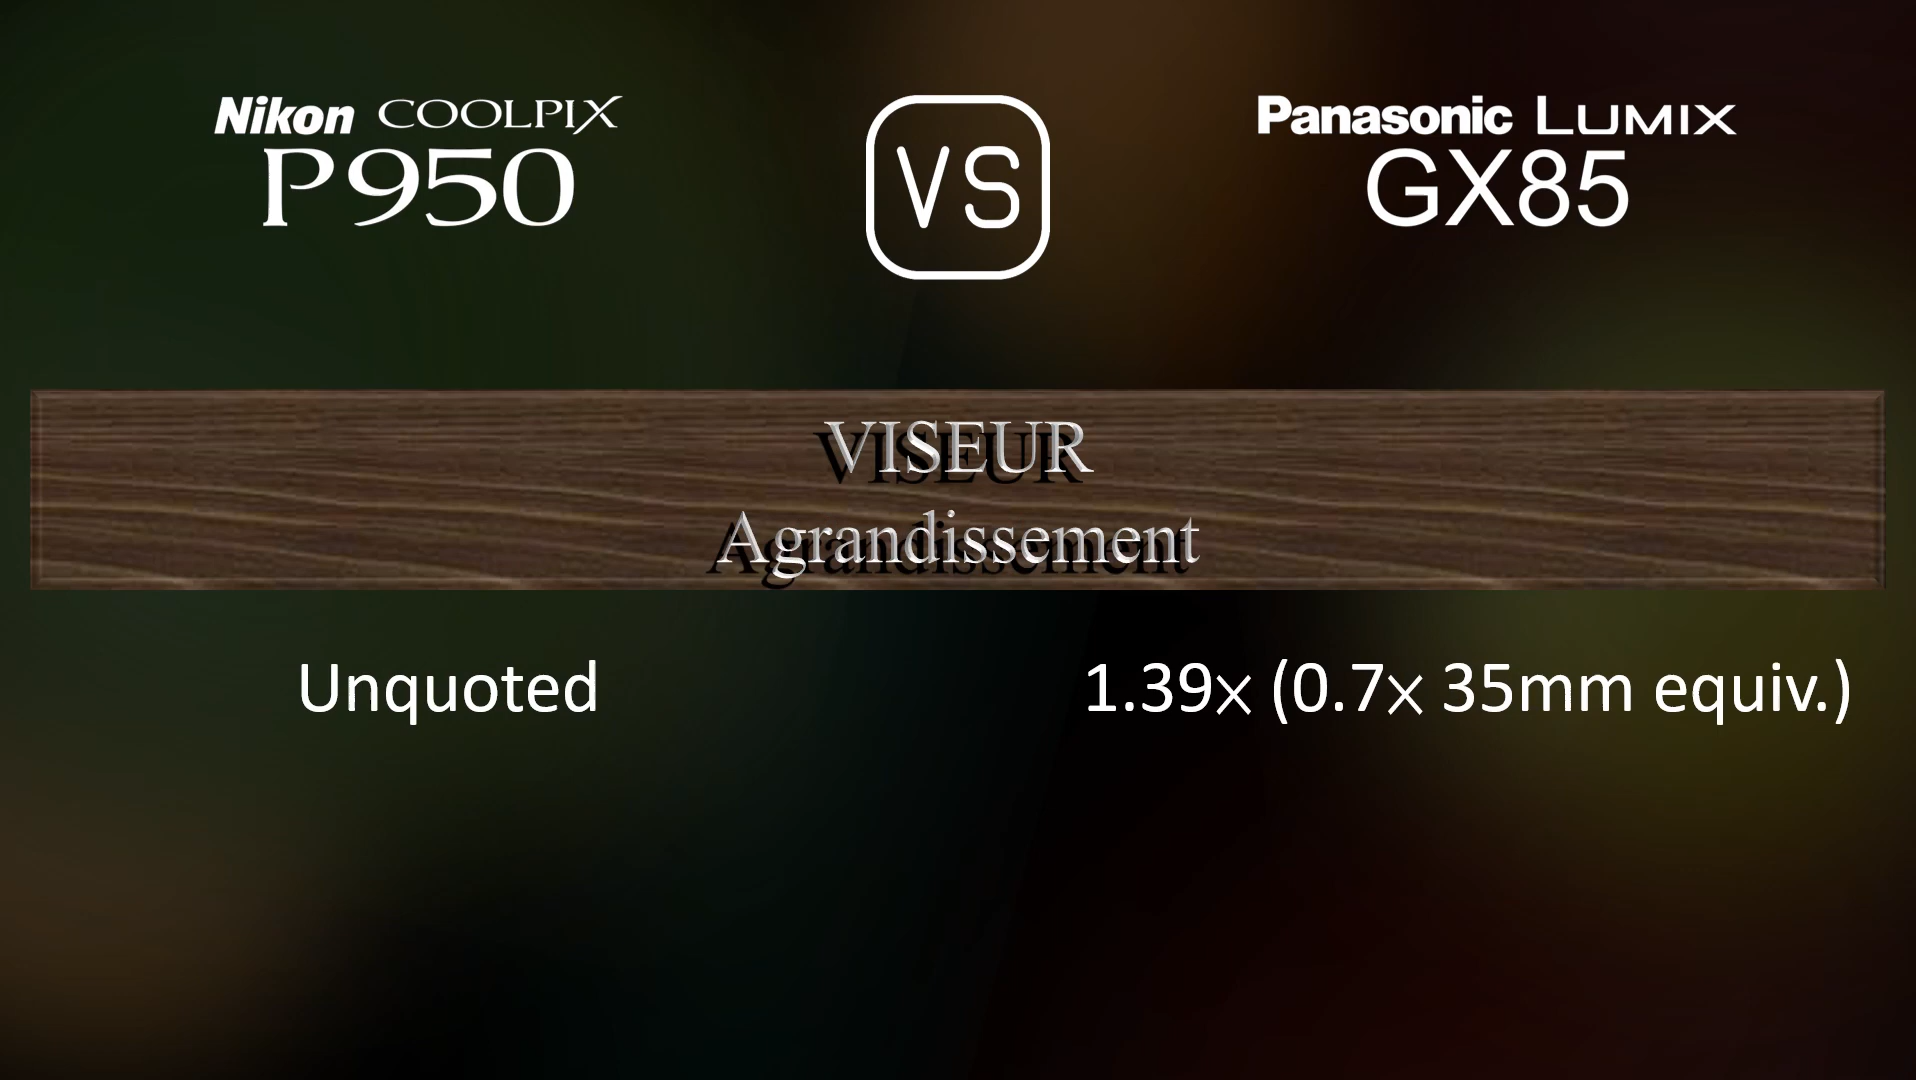 Nikon COOLPIX
P950
VS
Panasonic LUMIX
GX85
VISEUR
Agrandissement
Unquoted
1.39x (0.7x 35mm equiv.)